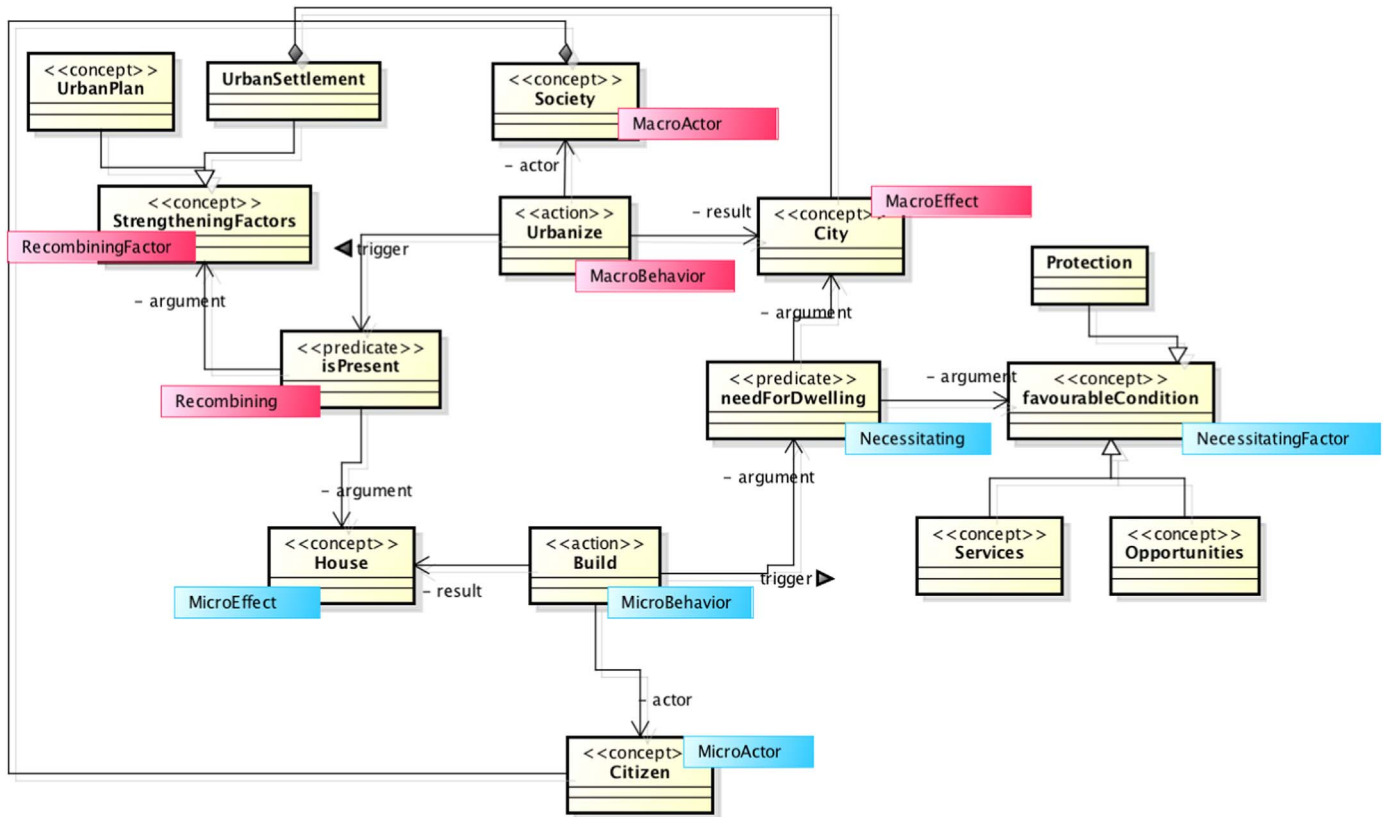 <<concept>>
UrbanPlan
UrbanSettlement
<<concept>>
Society
MacroActor
- actor
<<concept>>
StrengtheningFactors
RecombiningFactor
<<action>>
Urbanize
MacroBehavior
- result
<<concept>>
City
MacroEffect
trigger
- argument
<<predicate>>
isPresent
Recombining
- argument
Protection
- argument
<<predicate>>
needForDwelling
Necessitating
- argument
<<concept>>
favourableCondition
NecessitatingFactor
- argument
<<concept>>
House
MicroEffect
- result
<<action>>
Build
MicroBehavior
trigger
<<concept>>
Services
<<concept>>
Opportunities
- actor
<<concept>
Citizen
MicroActor